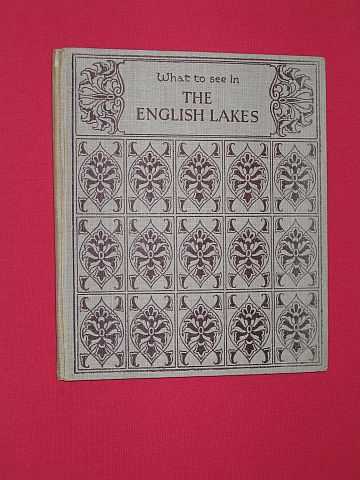 What to see In
THE
ENGLISH LAKES